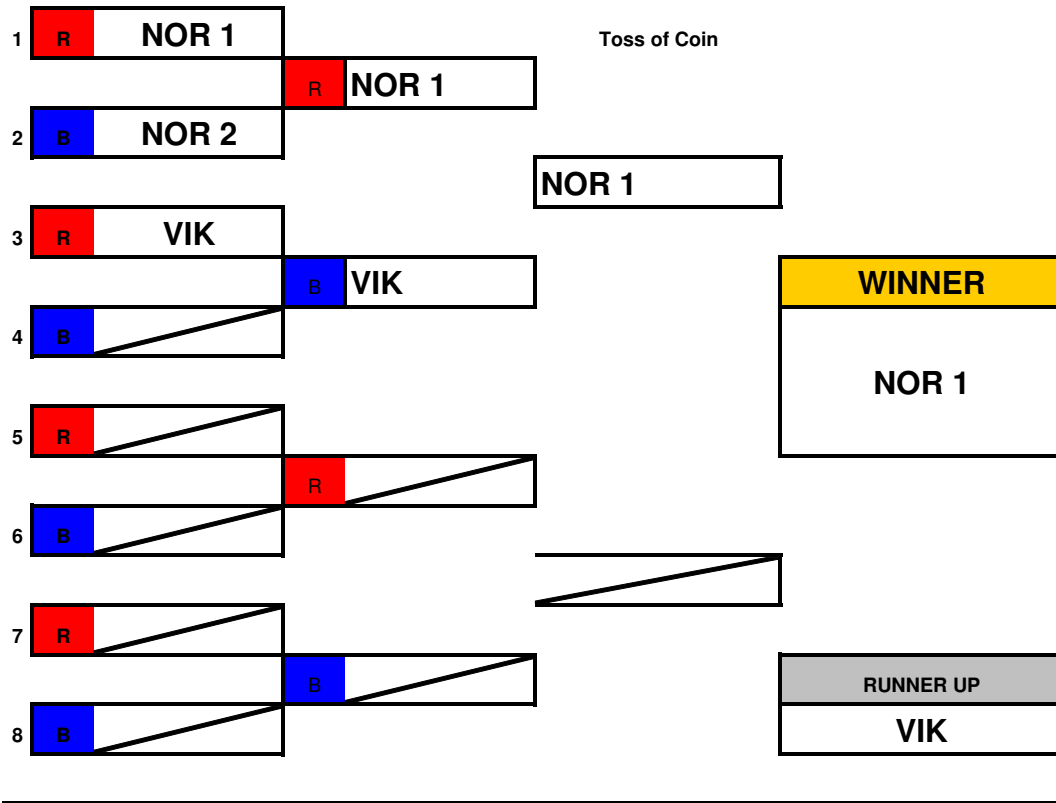 1 R NOR 1 Toss of Coin
R NOR 1
2 B NOR 2
NOR 1
3 R VIK
B VIK WINNER
4 B
NOR 1
5 R
R
6 B
7 R
B RUNNER UP
8 B VIK